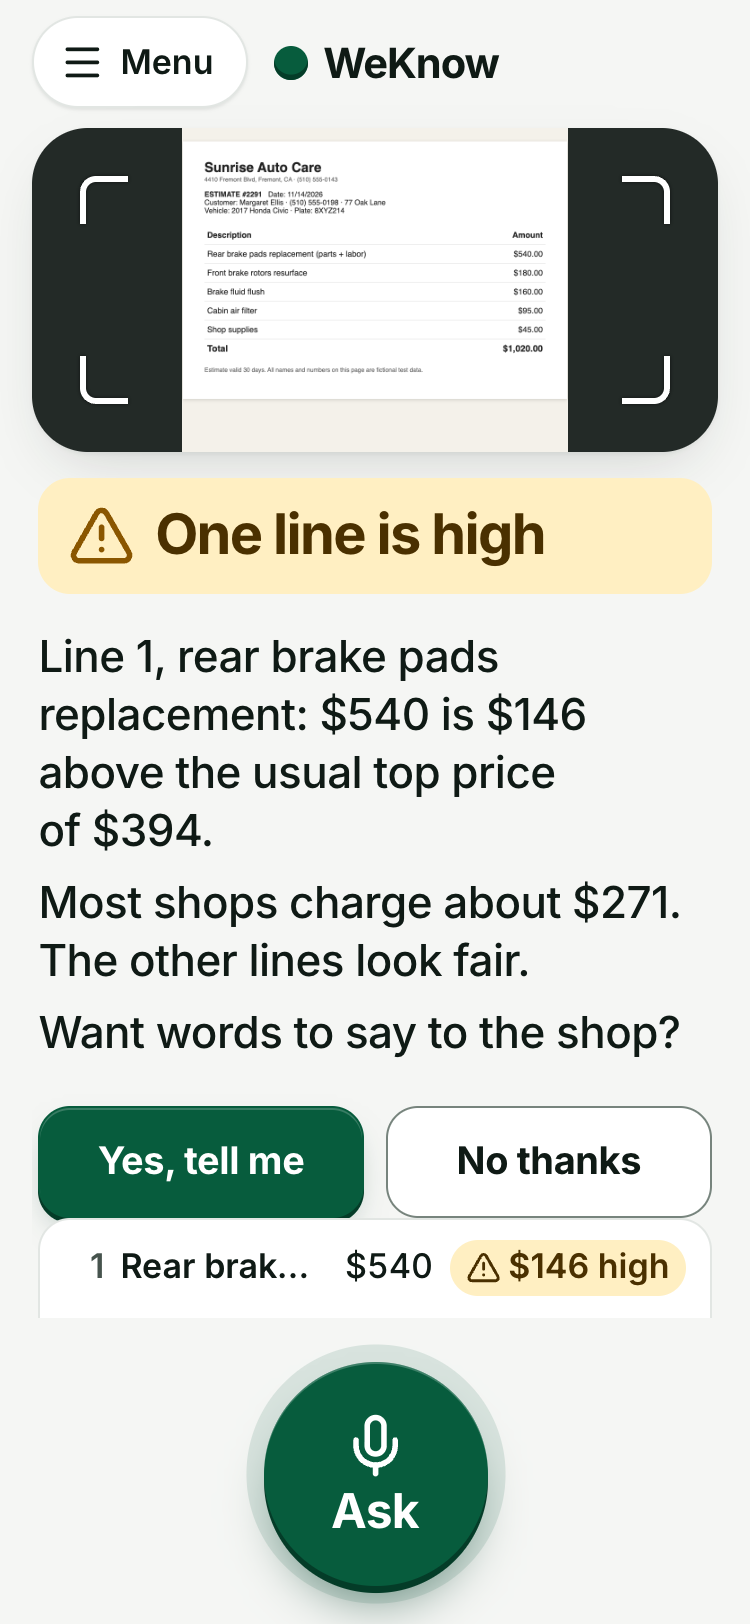 Menu
WeKnow
Sunrise Auto Care
4410 Fremont Blvd, Fremont, CA · (510) 555-0143
ESTIMATE #2291 Date: 11/14/2026
Customer: Margaret Ellis · (510) 555-0198 · 77 Oak Lane
Vehicle: 2017 Honda Civic · Plate: 8XYZ214
Description Amount
Rear brake pads replacement (parts + labor) $540.00
Front brake rotors resurface $180.00
Brake fluid flush $160.00
Cabin air filter $95.00
Shop supplies $45.00
Total $1,020.00
Estimate valid 30 days. All names and numbers on this page are fictional test data.
One line is high
Line 1, rear brake pads
replacement: $540 is $146
above the usual top price
of $394.
Most shops charge about $271.
The other lines look fair.
Want words to say to the shop?
Yes, tell me
No thanks
1 Rear brak... $540 $146 high
Ask